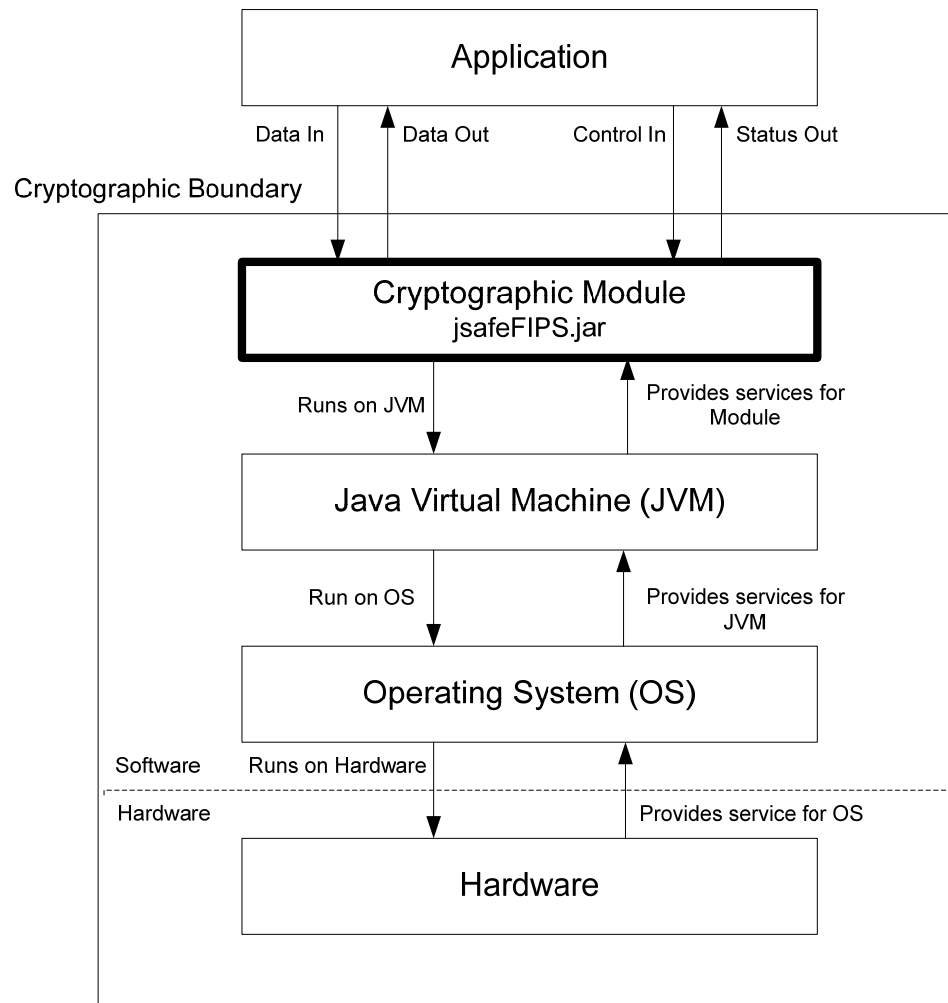 Application
Data In
Data Out
Control In
Status Out
Cryptographic Boundary
Cryptographic Module
jsafeFIPS.jar
Runs on JVM
Provides services for
Module
Java Virtual Machine (JVM)
Run on OS
Provides services for
JVM
Operating System (OS)
Software
Runs on Hardware
Hardware
Provides service for OS
Hardware